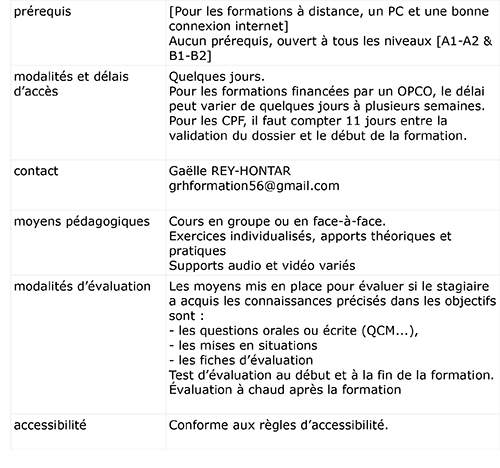 prérequis
[Pour les formations à distance, un PC et une bonne
connexion internet]
Aucun prérequis, ouvert à tous les niveaux [A1-A2 &
B1-B2]
modalités et délais
d'accès
Quelques jours.
Pour les formations financées par un OPCO, le délai
peut varier de quelques jours à plusieurs semaines.
Pour les CPF, il faut compter 11 jours entre la
validation du dossier et le début de la formation.
contact
Gaëlle REY-HONTAR
grhformation56@gmail.com
moyens pédagogiques
Cours en groupe ou en face-à-face.
Exercices individualisés, apports théoriques et
pratiques
Supports audio et vidéo variés
modalités d'évaluation
Les moyens mis en place pour évaluer si le stagiaire
a acquis les connaissances précisés dans les objectifs
sont :
- les questions orales ou écrite (QCM...),
- les mises en situations
- les fiches d'évaluation
Test d'évaluation au début et à la fin de la formation.
Évaluation à chaud après la formation
accessibilité
Conforme aux règles d'accessibilité.